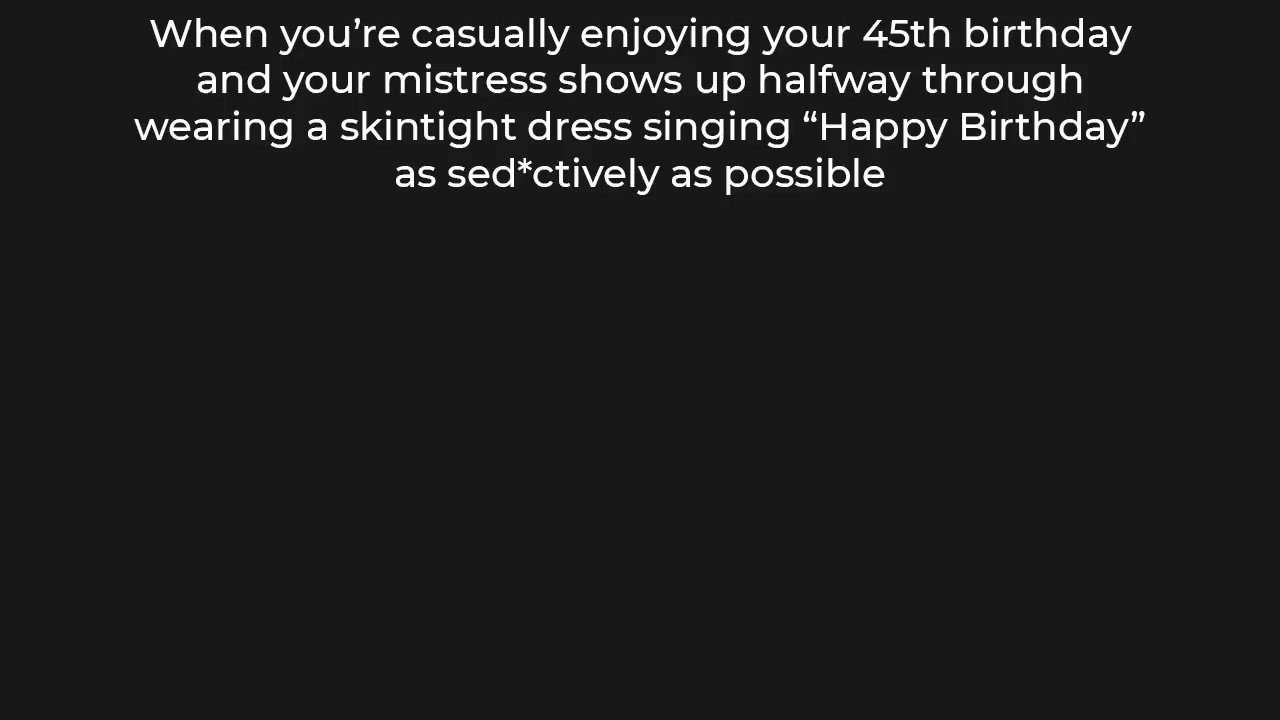 When you’re casually enjoying your 45th birthday
and your mistress shows up halfway through
wearing a skintight dress singing “Happy Birthday”
as sed*ctively as possible